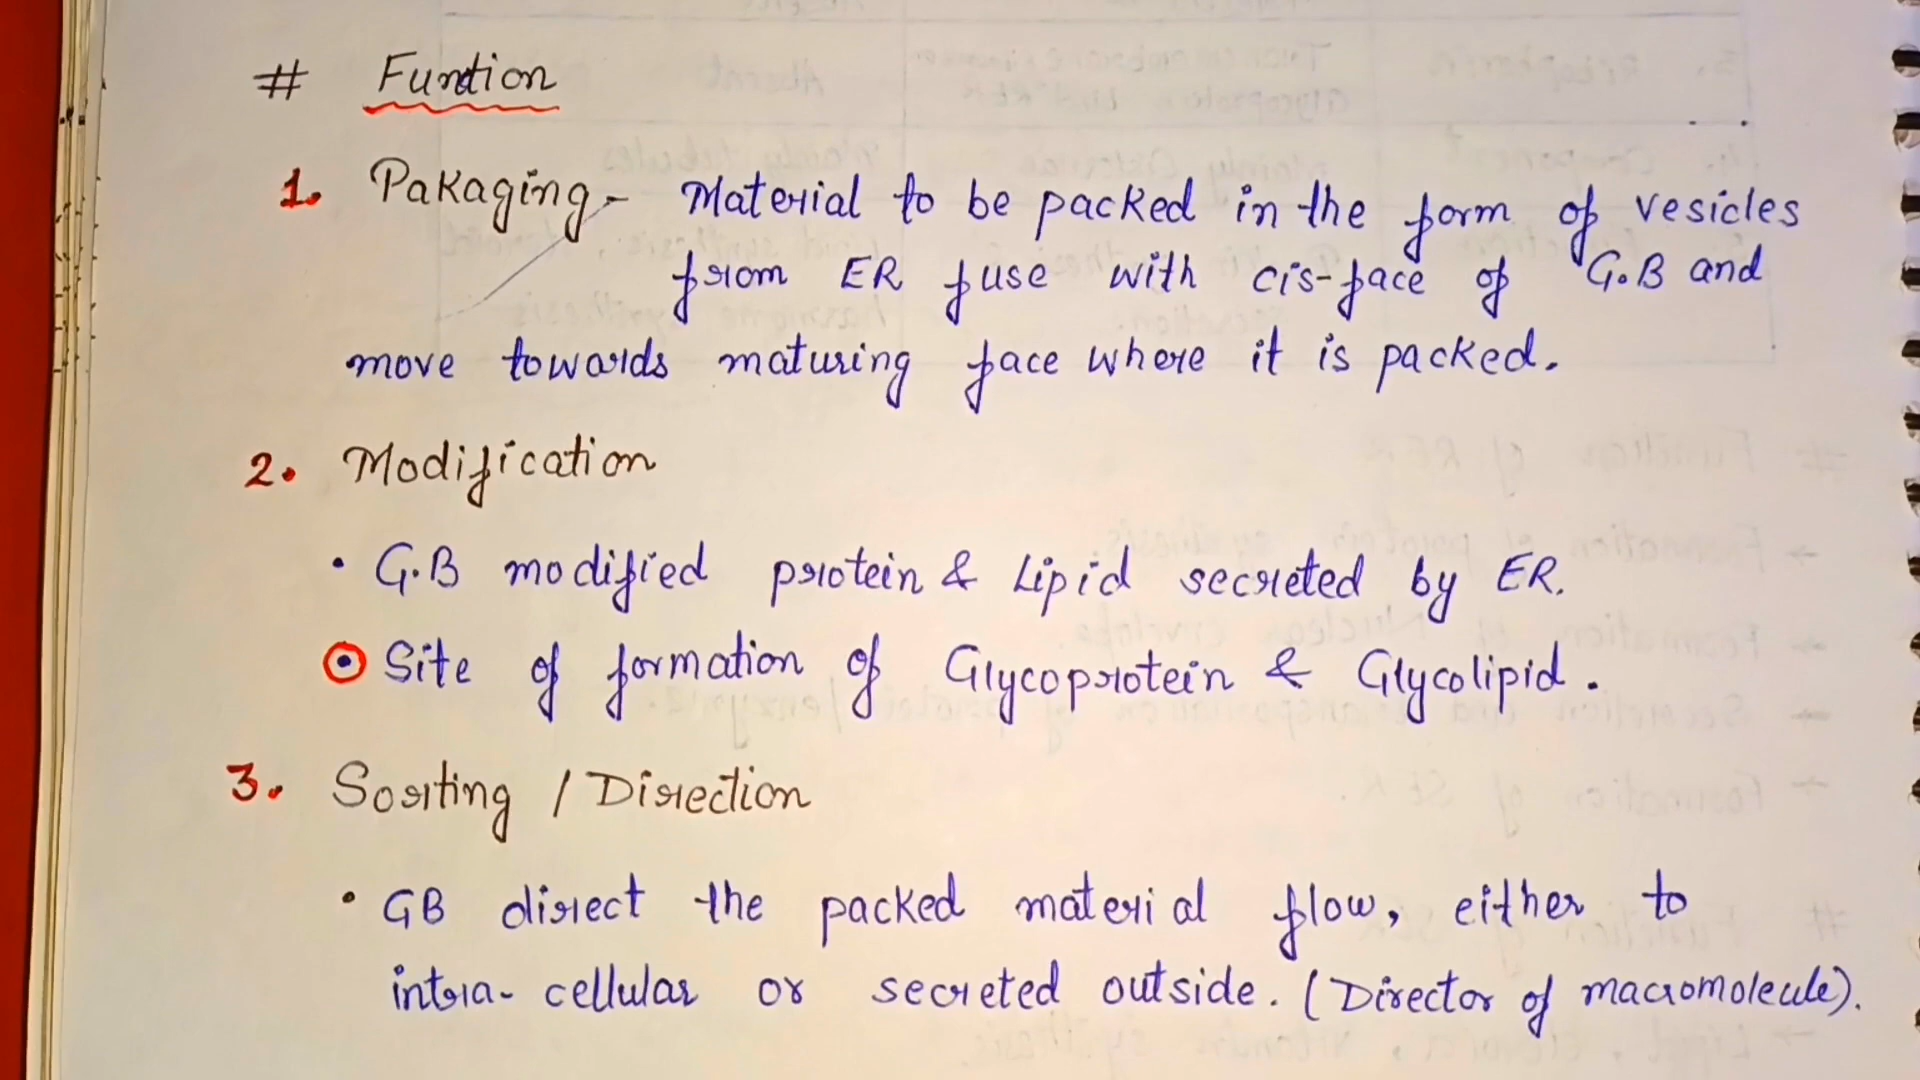 # Function
1. Pakaging - Material to be packed in the form of vesicles
from ER fuse with cis-face of G.B and
move towards maturing face where it is packed.
2. Modification
• G.B modified protein & Lipid secreted by ER.
⊙ Site of formation of Glycoprotein & Glycolipid.
3. Sorting / Direction
• GB direct the packed material flow, either to
intra-cellular or secreted outside. (Director of macromolecule).